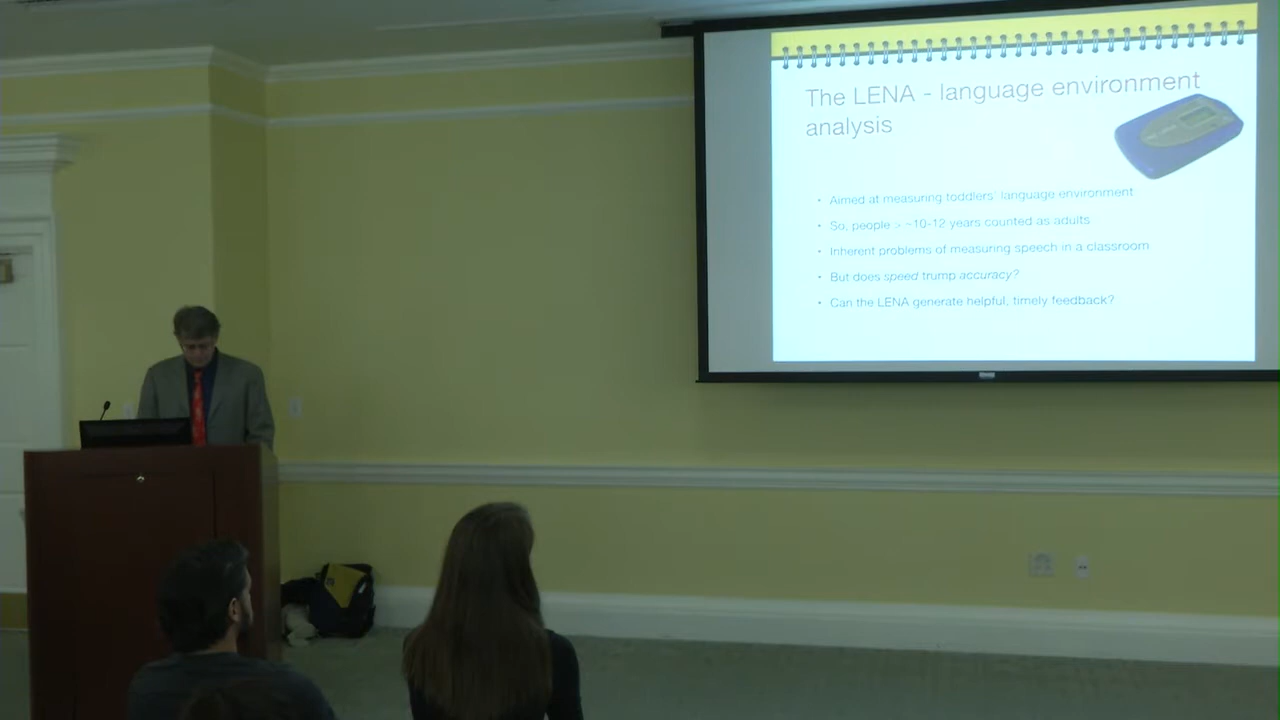 The LENA - language environment
analysis
• Aimed at measuring toddlers' language environment
• So, people > ~10-12 years counted as adults
• Inherent problems of measuring speech in a classroom
• But does speed trump accuracy?
• Can the LENA generate helpful, timely feedback?